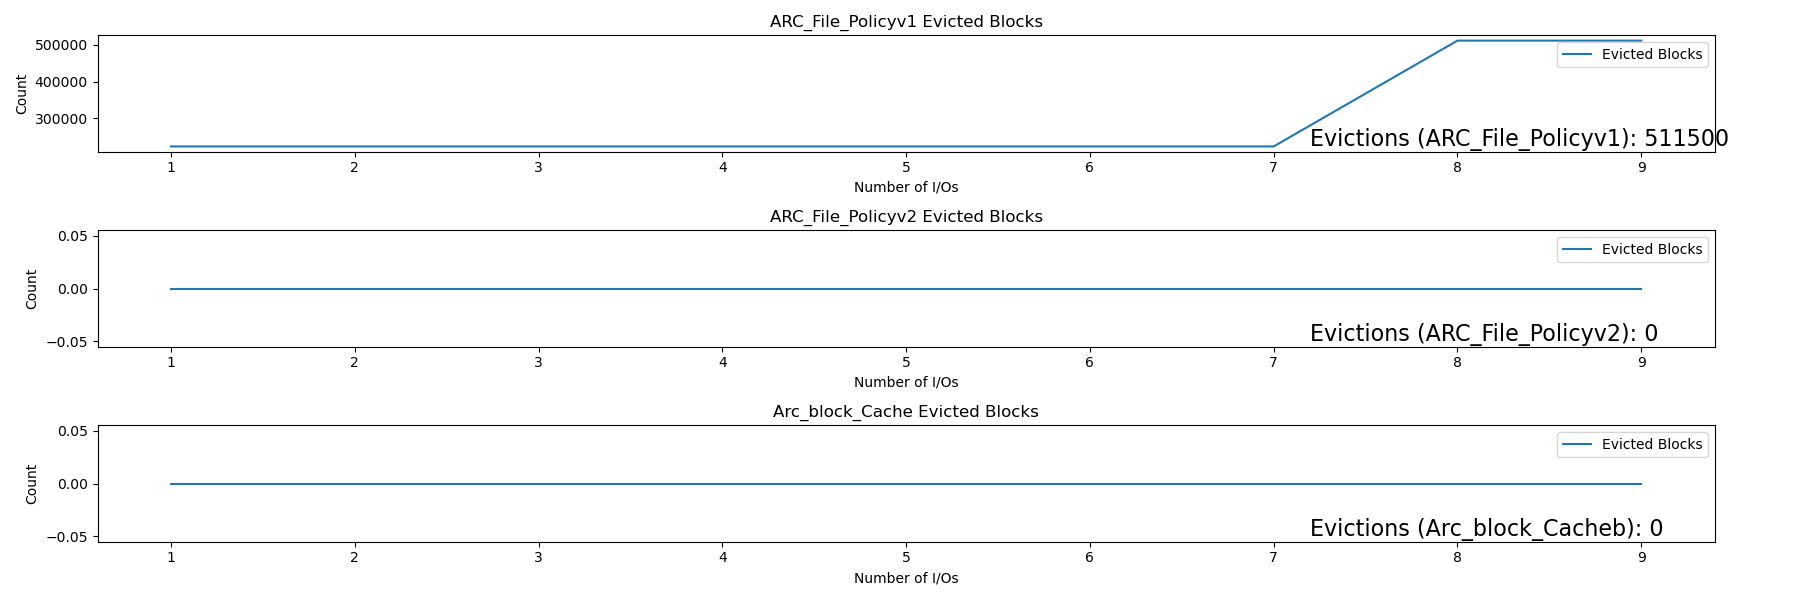 ARC_File_Policyv1 Evicted Blocks
500000
400000
300000
Count
Evicted Blocks
Evictions (ARC_File_Policyv1): 511500
1 2 3 4 5 6 7 8 9
Number of I/Os
ARC_File_Policyv2 Evicted Blocks
0.05
0.00
−0.05
Count
Evicted Blocks
Evictions (ARC_File_Policyv2): 0
1 2 3 4 5 6 7 8 9
Number of I/Os
Arc_block_Cache Evicted Blocks
0.05
0.00
−0.05
Count
Evicted Blocks
Evictions (Arc_block_Cacheb): 0
1 2 3 4 5 6 7 8 9
Number of I/Os